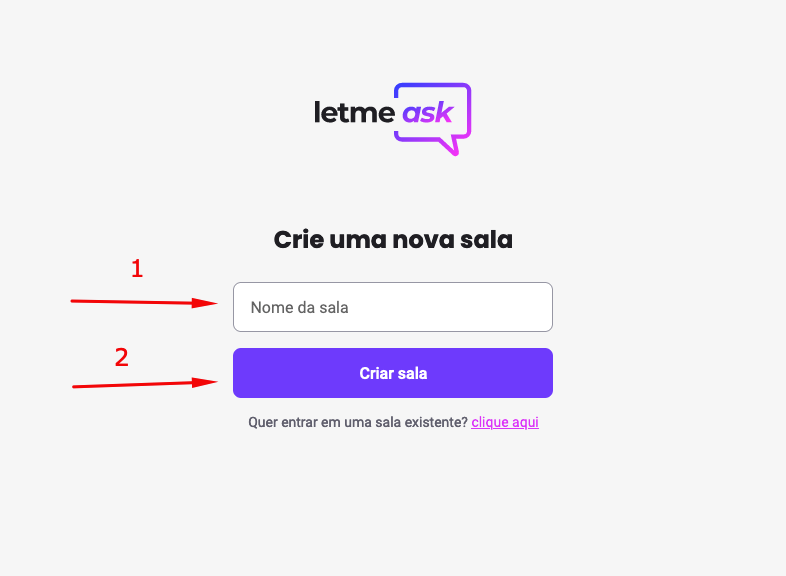 letme ask
Crie uma nova sala
1
Nome da sala
2
Criar sala
Quer entrar em uma sala existente? clique aqui